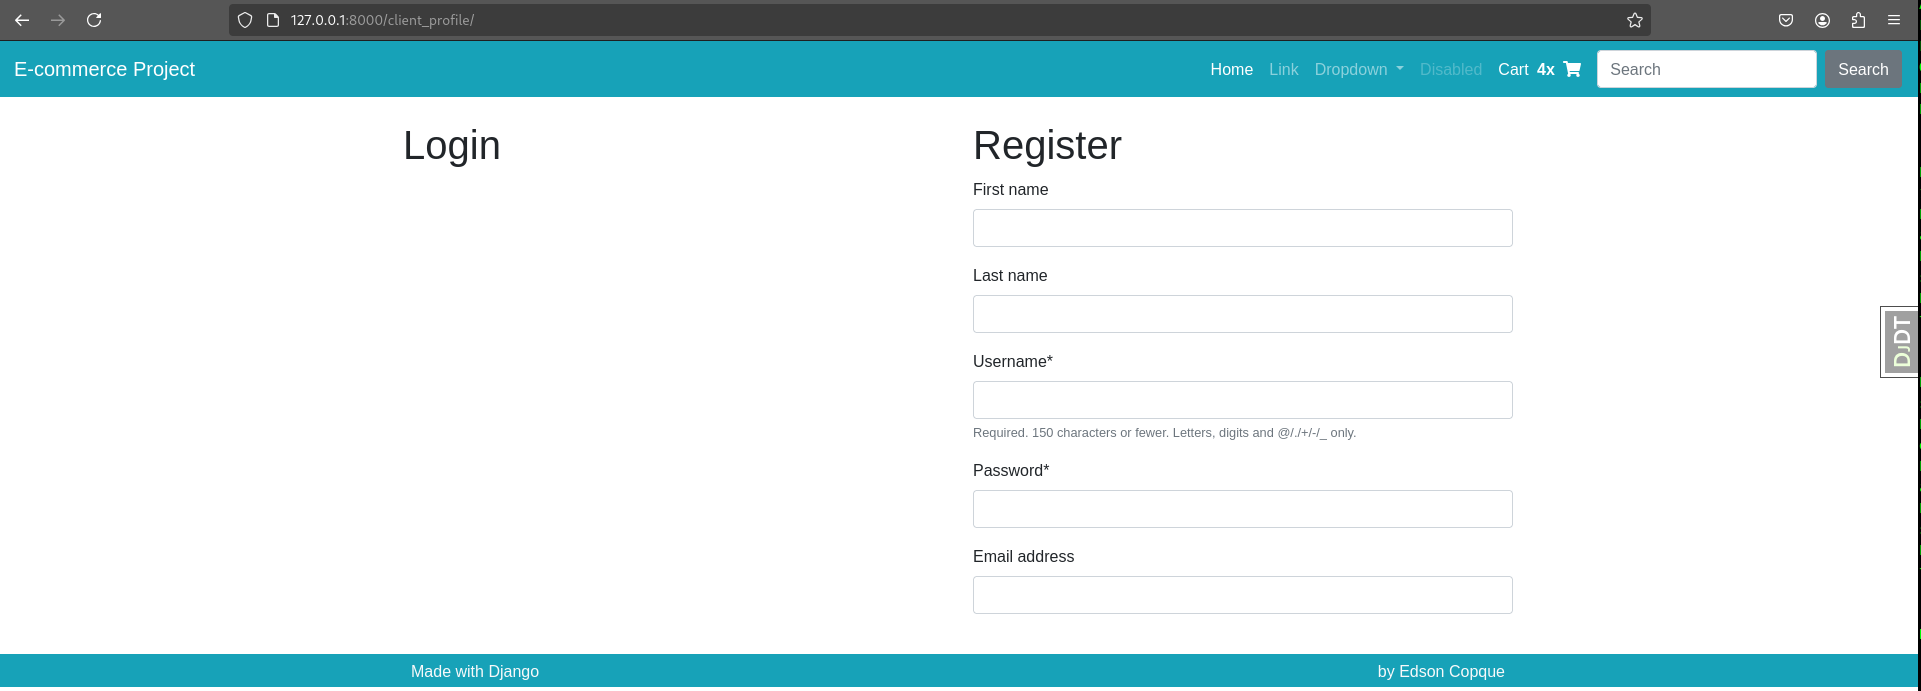 127.0.0.1:8000/client_profile/
E-commerce Project
Home Link Dropdown Disabled Cart 4x Search Search
Login
Register
First name
Last name
Username*
Required. 150 characters or fewer. Letters, digits and @/./+/-/_ only.
Password*
Email address
DJDT
Made with Django
by Edson Copque